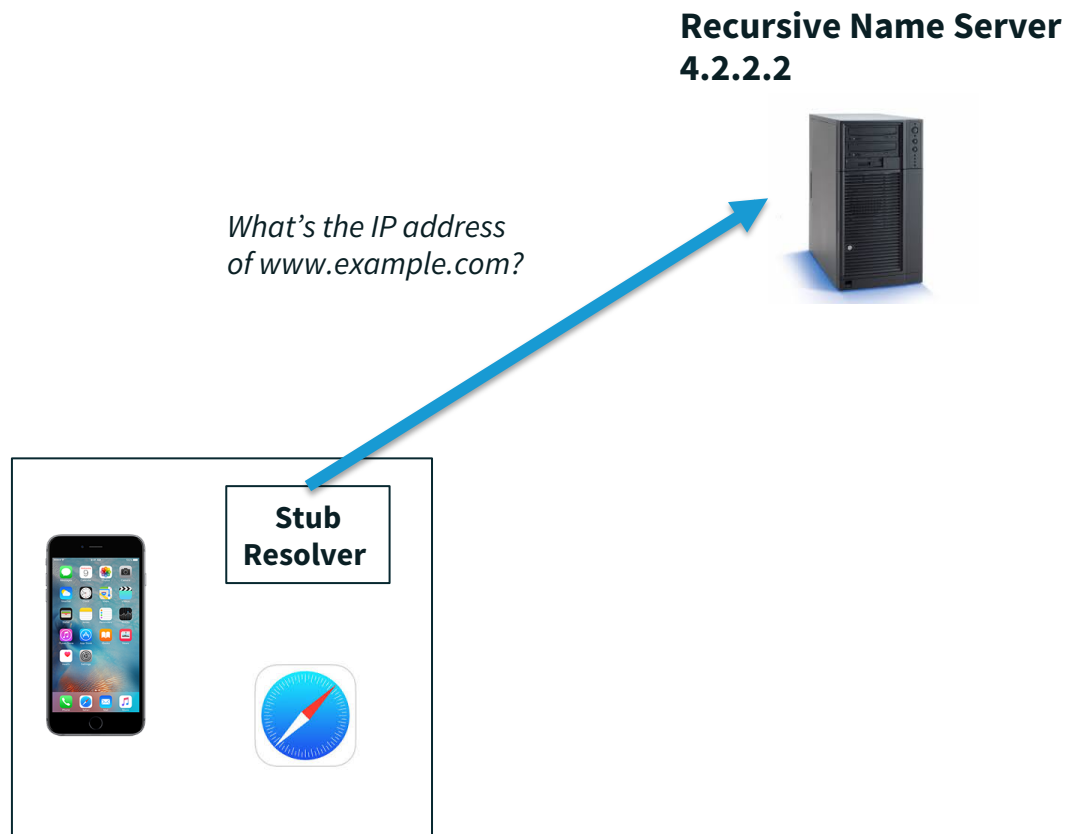 Recursive Name Server
4.2.2.2
What’s the IP address
of www.example.com?
Stub
Resolver